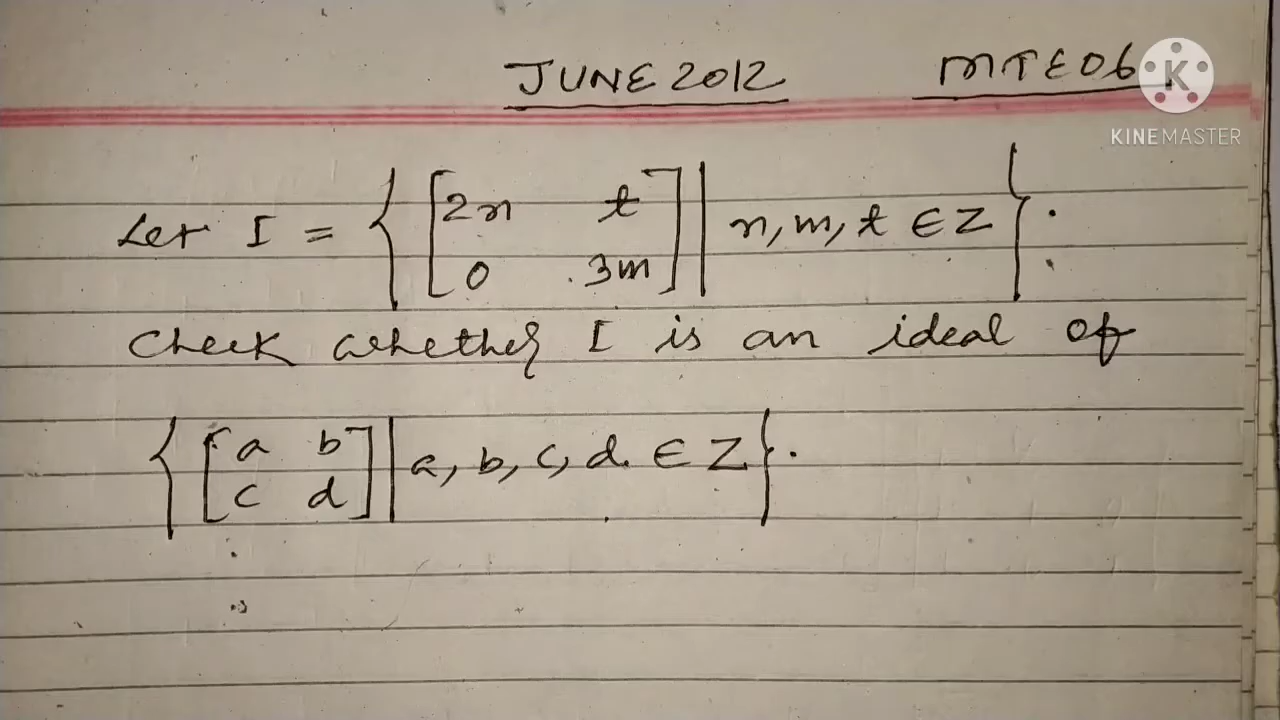 JUNE 2012 MTE06
K
KINEMASTER
Let I = { [ 2n t
0 3m ] | n, m, t ∈ Z } .
Check whether I is an ideal of
{ [ a b
c d ] | a, b, c, d. ∈ Z } .